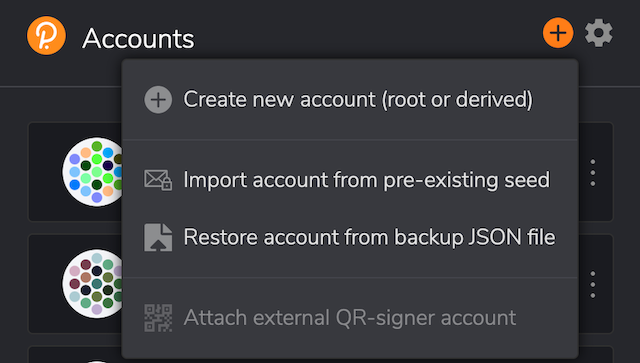 Accounts
Create new account (root or derived)
Import account from pre-existing seed
Restore account from backup JSON file
Attach external QR-signer account